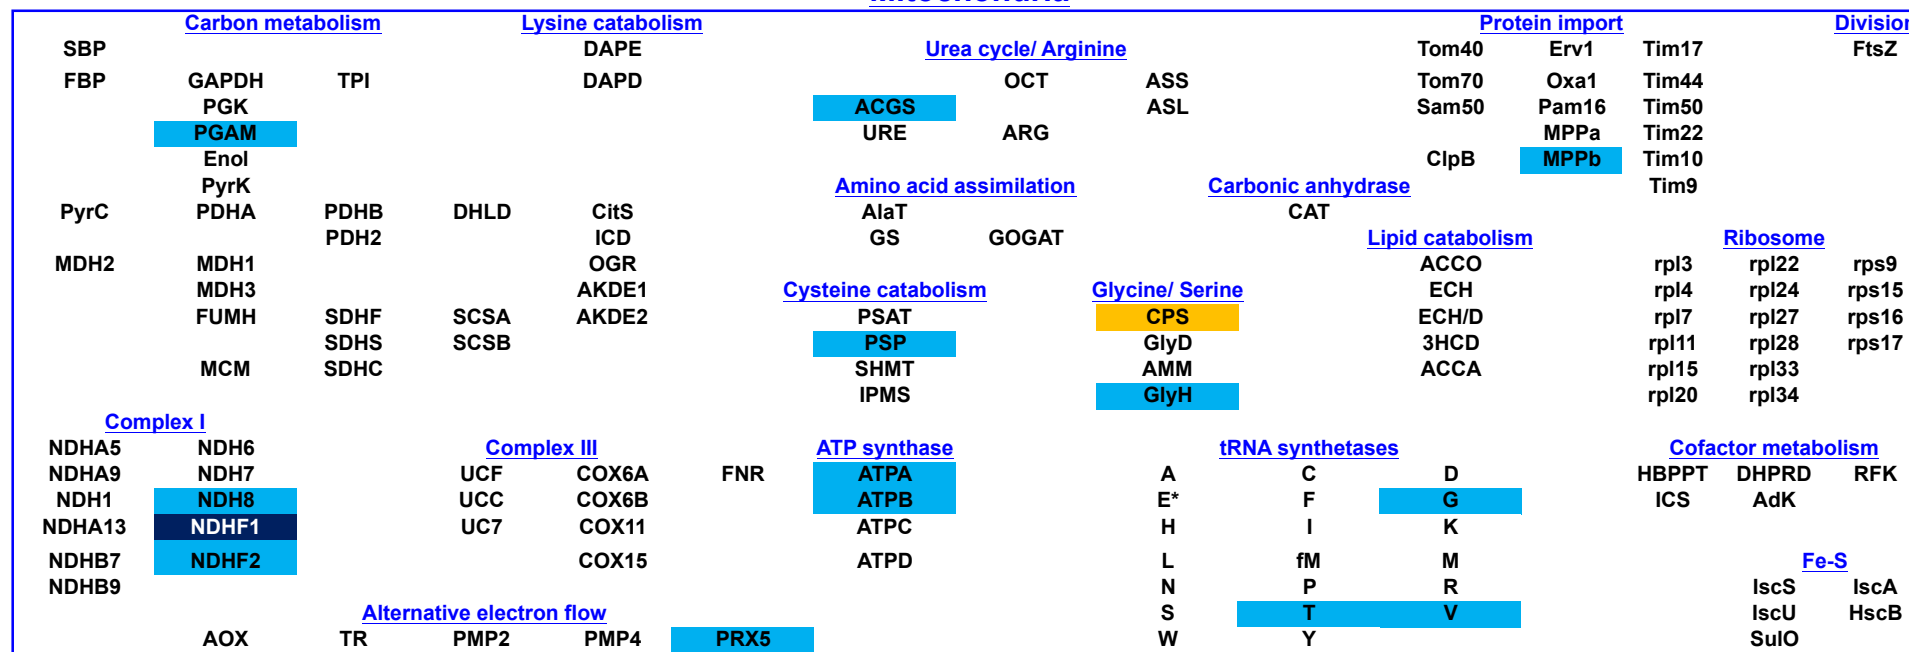 Mitochondria
Carbon metabolism Lysine catabolism Protein import Division
SBP DAPE Urea cycle/ Arginine Tom40 Erv1 Tim17 FtsZ
FBP GAPDH TPI DAPD OCT ASS Tom70 Oxa1 Tim44
PGK ACGS ASL Sam50 Pam16 Tim50
PGAM URE ARG MPPa Tim22
Enol ClpB MPPb Tim10
PyrK Amino acid assimilation Carbonic anhydrase Tim9
PyrC PDHA PDHB DHLD CitS AlaT CAT
PDH2 ICD GS GOGAT Lipid catabolism Ribosome
MDH2 MDH1 OGR ACCO rpl3 rpl22 rps9
MDH3 AKDE1 Cysteine catabolism Glycine/ Serine ECH rpl4 rpl24 rps15
FUMH SDHF SCSA AKDE2 PSAT CPS ECH/D rpl7 rpl27 rps16
SDHS SCSB PSP GlyD 3HCD rpl11 rpl28 rps17
MCM SDHC SHMT AMM ACCA rpl15 rpl33
IPMS GlyH rpl20 rpl34
Complex I
NDHA5 NDH6 Complex III ATP synthase tRNA synthetases Cofactor metabolism
NDHA9 NDH7 UCF COX6A FNR ATPA A C D HBPPT DHPRD RFK
NDH1 NDH8 UCC COX6B ATPB E* F G ICS AdK
NDHA13 NDHF1 UC7 COX11 ATPC H I K
NDHB7 NDHF2 COX15 ATPD L fM M Fe-S
NDHB9 N P R IscS IscA
Alternative electron flow S T V IscU HscB
AOX TR PMP2 PMP4 PRX5 W Y SulO